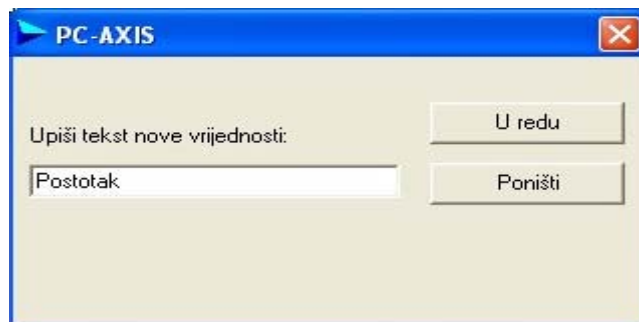 PC-AXIS
Upiši tekst nove vrijednosti:
Postotak
U redu
Poništi